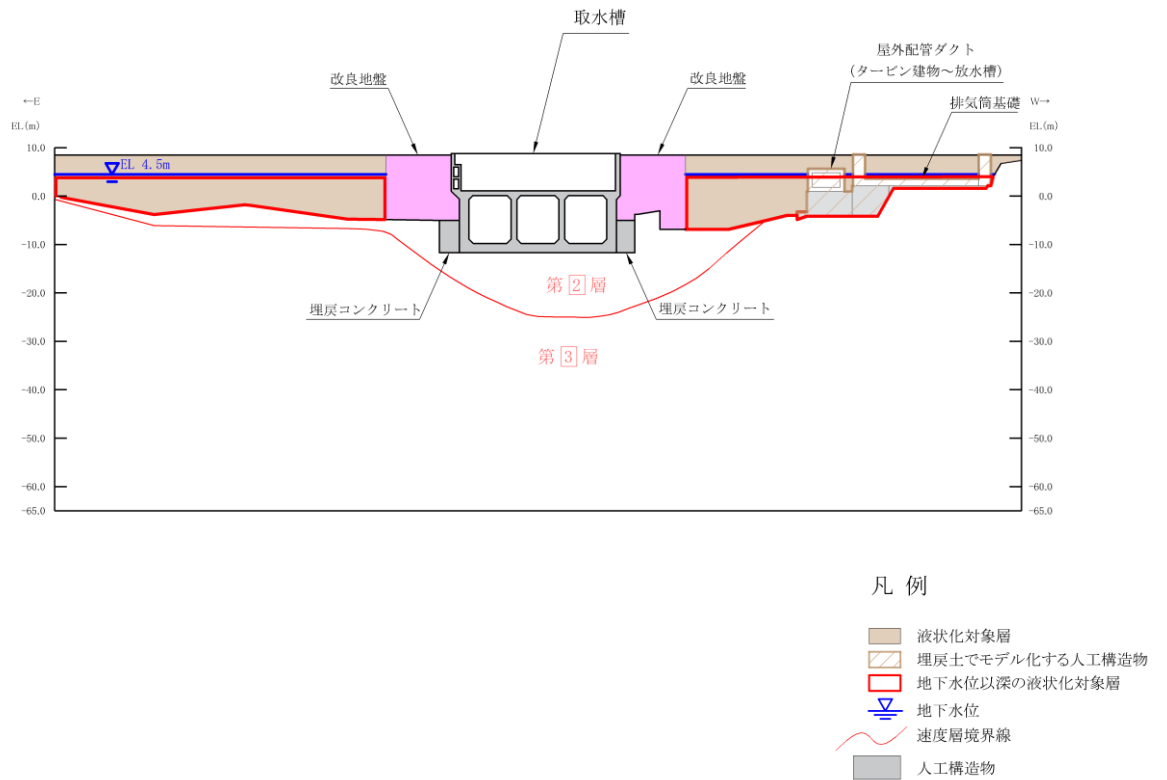 取水槽
屋外配管ダクト
(タービン建物～放水槽)
改良地盤
改良地盤
排気筒基礎
←E
W→
EL(m)
EL(m)
10.0
10.0
EL 4.5m
0.0
0.0
-10.0
-10.0
第2層
-20.0
-20.0
埋戻コンクリート
埋戻コンクリート
-30.0
-30.0
第3層
-40.0
-40.0
-50.0
-50.0
-60.0
-60.0
-65.0
-65.0
凡 例
液状化対象層
埋戻土でモデル化する人工構造物
地下水位以深の液状化対象層
地下水位
速度層境界線
人工構造物